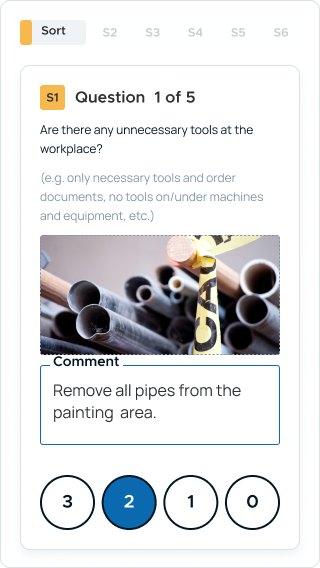 Sort S2 S3 S4 S5 S6
S1 Question 1 of 5
Are there any unnecessary tools at the
workplace?
(e.g. only necessary tools and order
documents, no tools on/under machines
and equipment, etc.)
CAU
Comment
Remove all pipes from the
painting area.
3 2 1 0